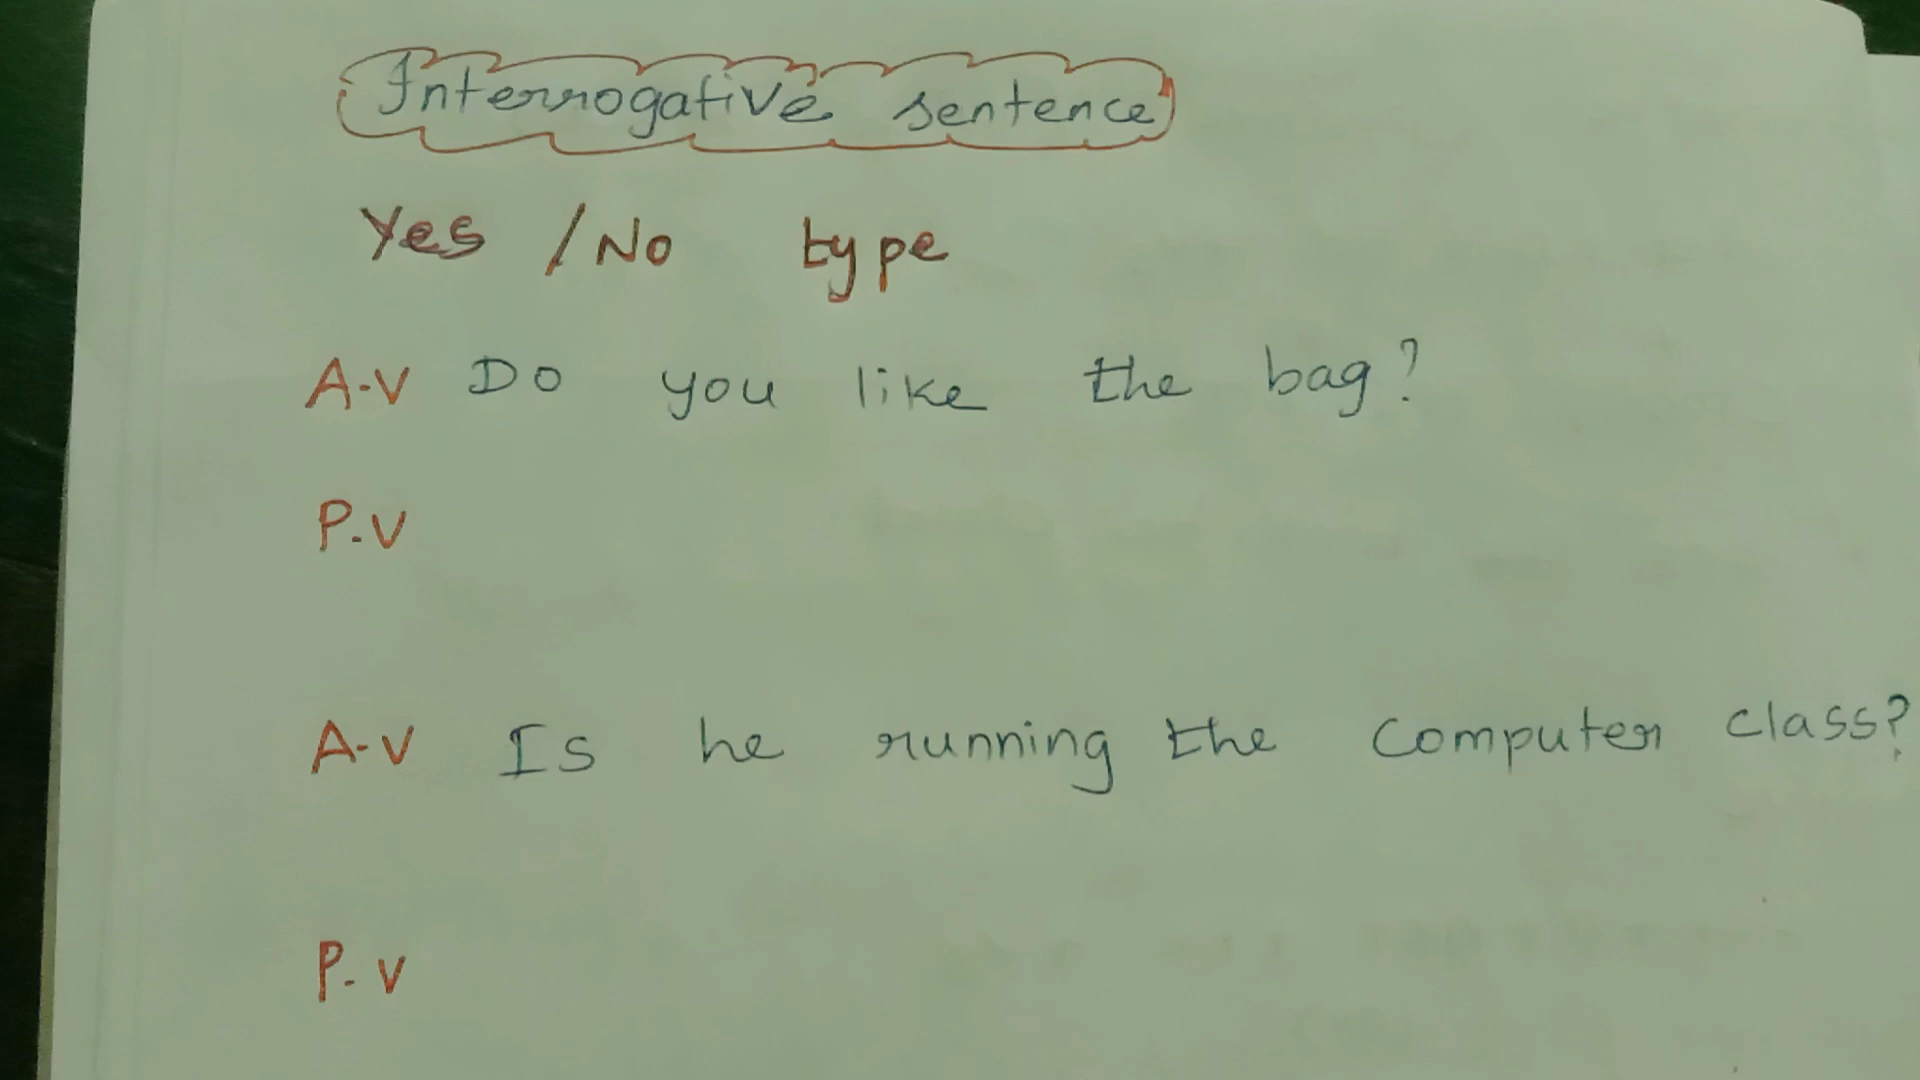 Interrogative sentence
Yes / No type
A-V Do you like the bag?
P.V
A-V Is he running the computer class?
P-V